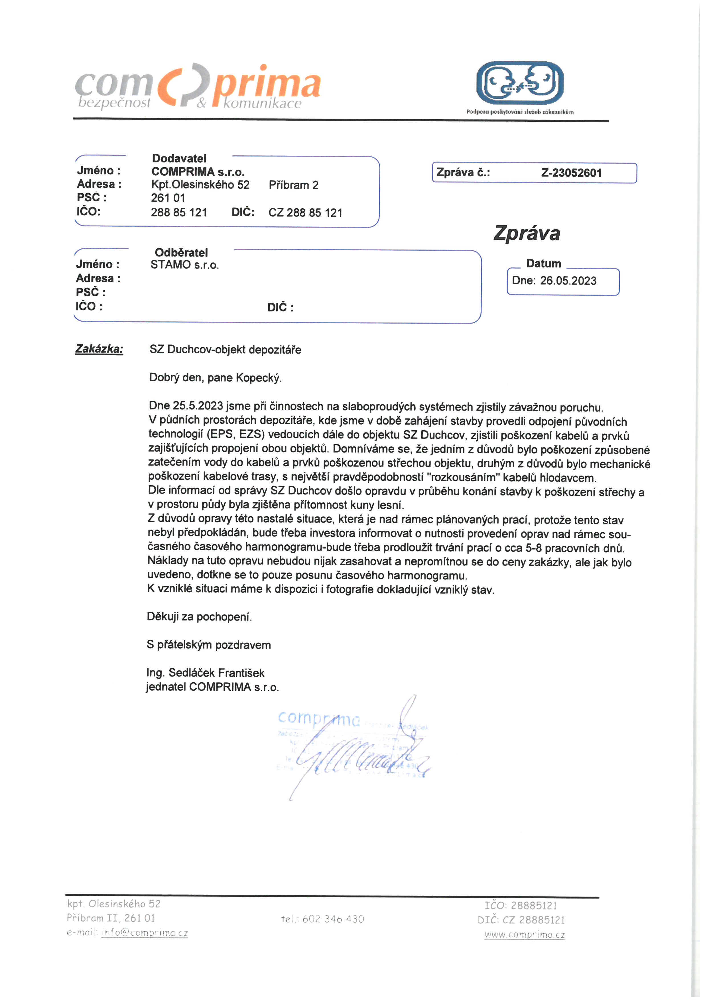 com prima
bezpečnost & komunikace
Podpora poskytování služeb zákazníkům
Dodavatel
Jméno : COMPRIMA s.r.o.
Adresa : Kpt.Olesinského 52 Příbram 2
PSČ : 261 01
IČO: 288 85 121 DIČ: CZ 288 85 121
Zpráva č.: Z-23052601
Zpráva
Odběratel
Jméno : STAMO s.r.o.
Adresa :
PSČ :
IČO : DIČ :
Datum
Dne: 26.05.2023
Zakázka: SZ Duchcov-objekt depozitáře
Dobrý den, pane Kopecký.
Dne 25.5.2023 jsme při činnostech na slaboproudých systémech zjistily závažnou poruchu.
V půdních prostorách depozitáře, kde jsme v době zahájení stavby provedli odpojení původních
technologií (EPS, EZS) vedoucích dále do objektu SZ Duchcov, zjistili poškození kabelů a prvků
zajišťujících propojení obou objektů. Domníváme se, že jedním z důvodů bylo poškození způsobené
zatečením vody do kabelů a prvků poškozenou střechou objektu, druhým z důvodů bylo mechanické
poškození kabelové trasy, s největší pravděpodobností "rozkousáním" kabelů hlodavcem.
Dle informací od správy SZ Duchcov došlo opravdu v průběhu konání stavby k poškození střechy a
v prostoru půdy byla zjištěna přítomnost kuny lesní.
Z důvodů opravy této nastalé situace, která je nad rámec plánovaných prací, protože tento stav
nebyl předpokládán, bude třeba investora informovat o nutnosti provedení oprav nad rámec sou-
časného časového harmonogramu-bude třeba prodloužit trvání prací o cca 5-8 pracovních dnů.
Náklady na tuto opravu nebudou nijak zasahovat a nepromítnou se do ceny zakázky, ale jak bylo
uvedeno, dotkne se to pouze posunu časového harmonogramu.
K vzniklé situaci máme k dispozici i fotografie dokladující vzniklý stav.
Děkuji za pochopení.
S přátelským pozdravem
Ing. Sedláček František
jednatel COMPRIMA s.r.o.
comprima František Sedláček
kpt. Olesinského 52
Příbram II, 261 01
e-mail: info@comprima.cz
tel.: 602 346 430
IČO: 28885121
DIČ: CZ 28885121
www.comprima.cz